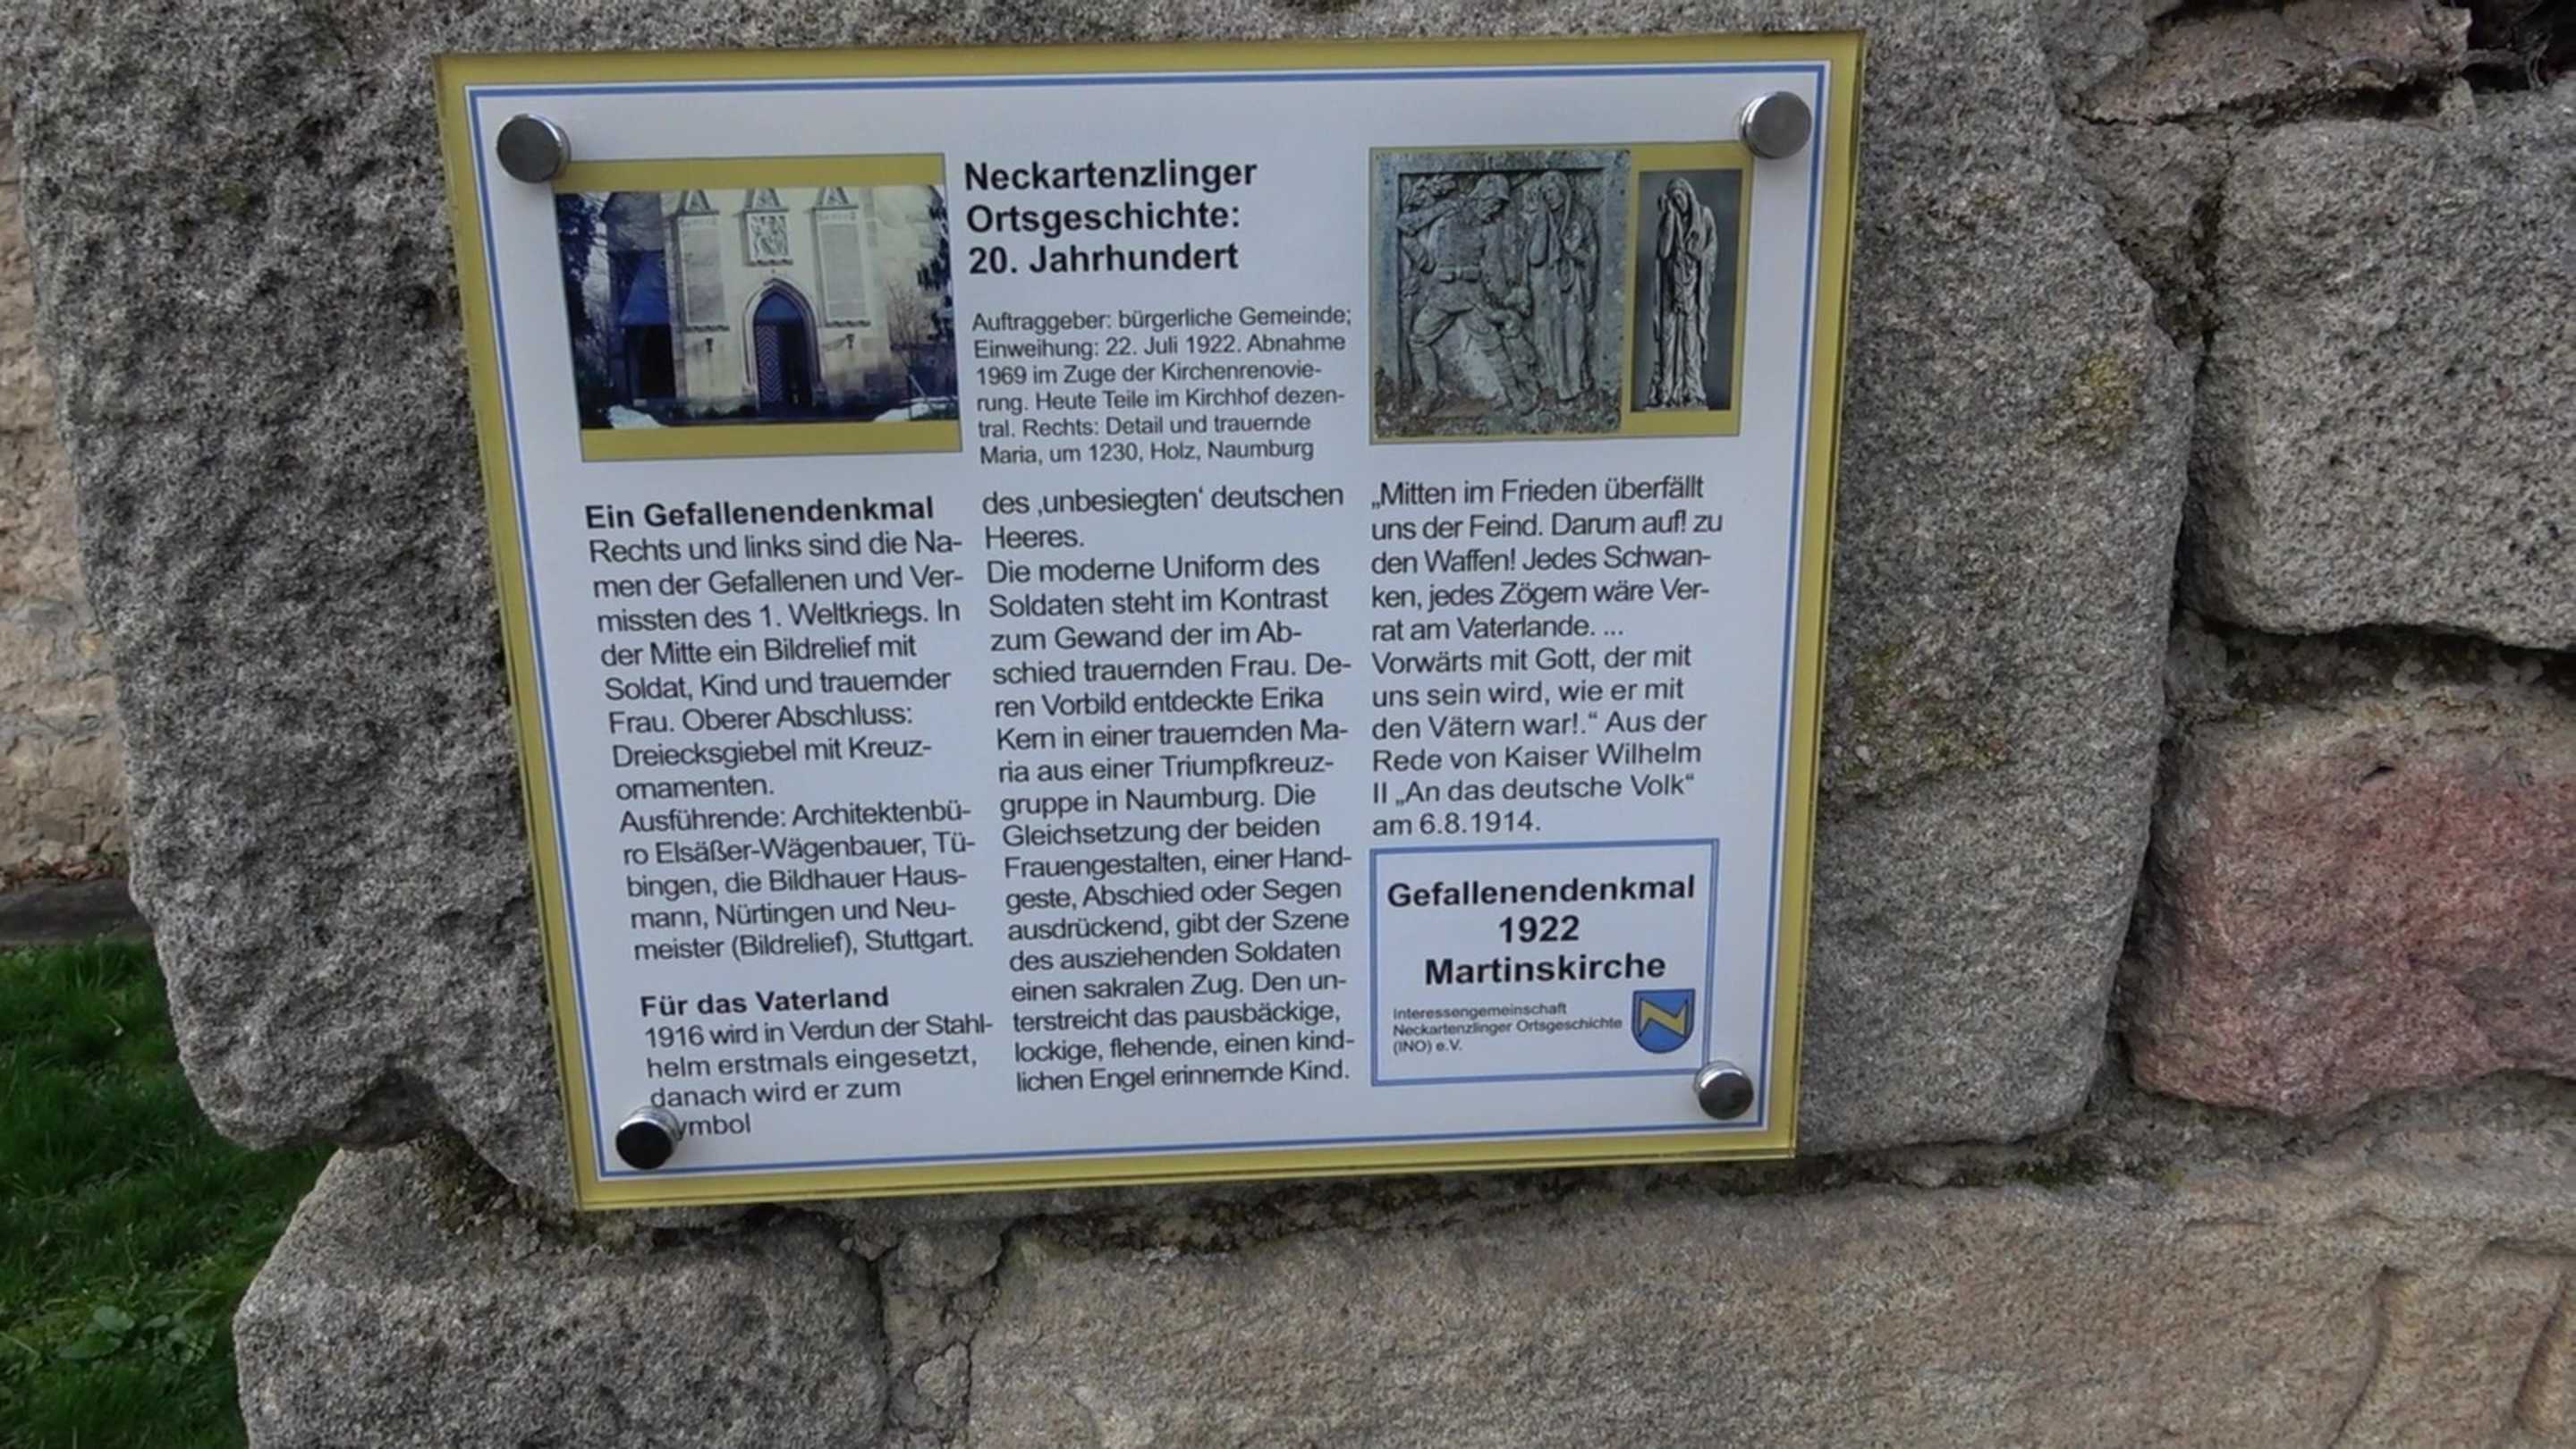 Neckartenzlinger
Ortsgeschichte:
20. Jahrhundert
Auftraggeber: bürgerliche Gemeinde;
Einweihung: 22. Juli 1922. Abnahme
1969 im Zuge der Kirchenrenovie-
rung. Heute Teile im Kirchhof dezen-
tral. Rechts: Detail und trauernde
Maria, um 1230, Holz, Naumburg
Ein Gefallenendenkmal
Rechts und links sind die Na-
men der Gefallenen und Ver-
missten des 1. Weltkriegs. In
der Mitte ein Bildrelief mit
Soldat, Kind und trauernder
Frau. Oberer Abschluss:
Dreiecksgiebel mit Kreuz-
ornamenten.
Ausführende: Architektenbü-
ro Elsäßer-Wägenbauer, Tü-
bingen, die Bildhauer Haus-
mann, Nürtingen und Neu-
meister (Bildrelief), Stuttgart.
Für das Vaterland
1916 wird in Verdun der Stahl-
helm erstmals eingesetzt,
danach wird er zum
ymbol
des ‚unbesiegten‘ deutschen
Heeres.
Die moderne Uniform des
Soldaten steht im Kontrast
zum Gewand der im Ab-
schied trauernden Frau. De-
ren Vorbild entdeckte Erika
Kern in einer trauernden Ma-
ria aus einer Triumpfkreuz-
gruppe in Naumburg. Die
Gleichsetzung der beiden
Frauengestalten, einer Hand-
geste, Abschied oder Segen
ausdrückend, gibt der Szene
des ausziehenden Soldaten
einen sakralen Zug. Den un-
terstreicht das pausbäckige,
lockige, flehende, einen kind-
lichen Engel erinnernde Kind.
„Mitten im Frieden überfällt
uns der Feind. Darum auf! zu
den Waffen! Jedes Schwan-
ken, jedes Zögern wäre Ver-
rat am Vaterlande. ...
Vorwärts mit Gott, der mit
uns sein wird, wie er mit
den Vätern war!.“ Aus der
Rede von Kaiser Wilhelm
II „An das deutsche Volk“
am 6.8.1914.
Gefallenendenkmal
1922
Martinskirche
Interessengemeinschaft
Neckartenzlinger Ortsgeschichte
(INO) e.V.